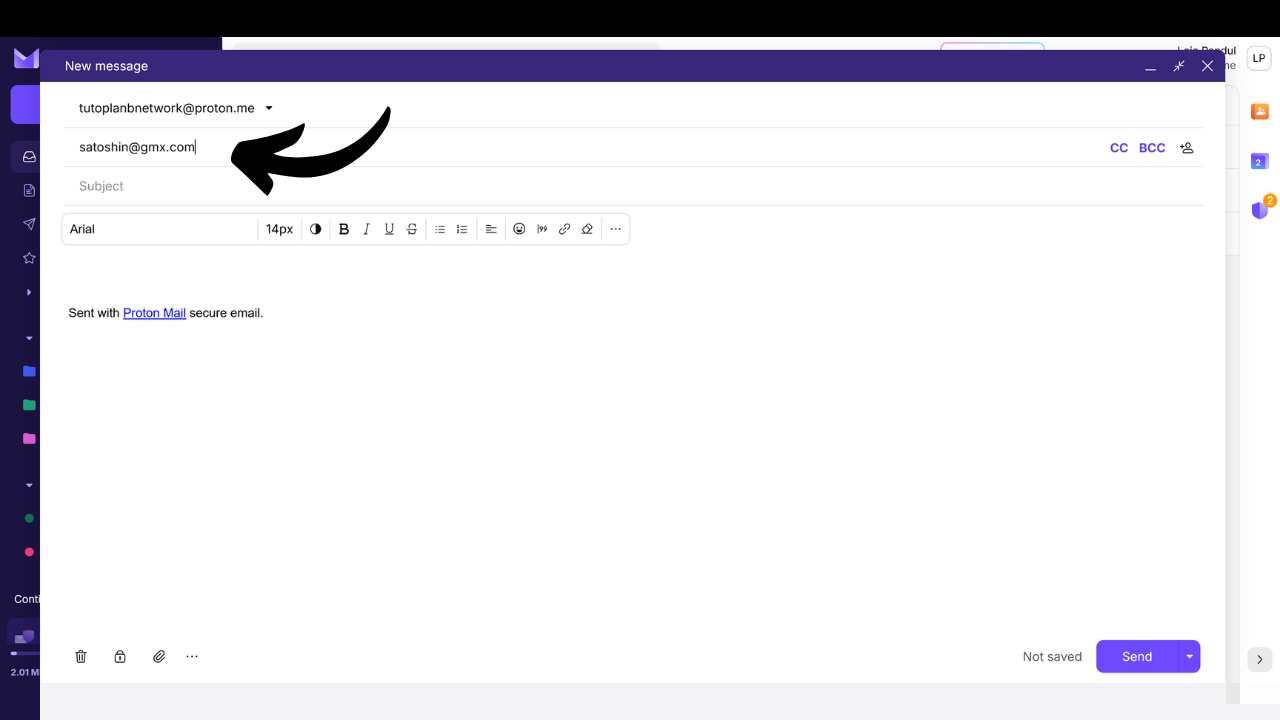 LP
New message
tutoplanbnetwork@proton.me
satoshin@gmx.com
CC BCC
Subject
2
2
Arial 14px B I U S
Sent with Proton Mail secure email.
Conti
2.01 M
Not saved Send